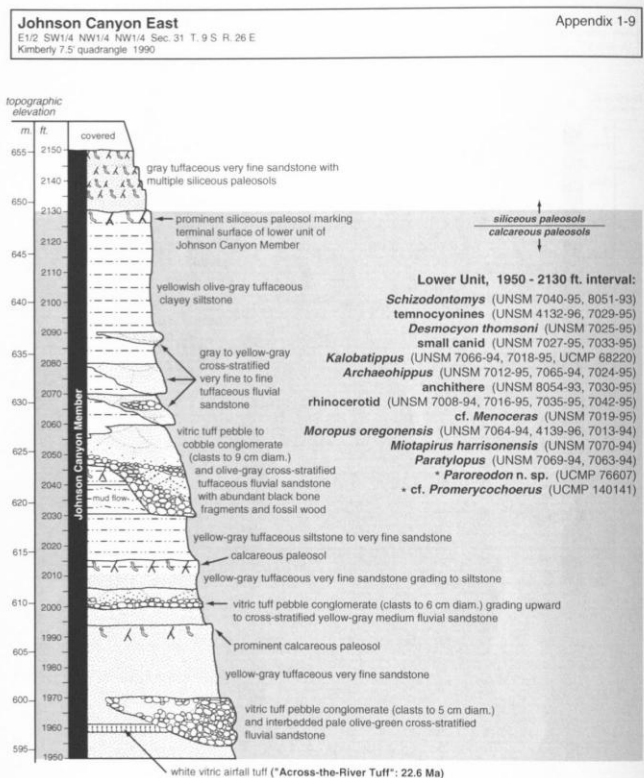 Johnson Canyon East
Appendix 1-9
E1/2 SW1/4 NW1/4 NW1/4 Sec. 31 T. 9 S R. 26 E
Kimberly 7.5' quadrangle 1990
topographic
elevation
m. ft.
covered
655
2150
gray tuffaceous very fine sandstone with
multiple siliceous paleosols
2140
650
2130
prominent siliceous paleosol marking
terminal surface of lower unit of
Johnson Canyon Member
siliceous paleosols
calcareous paleosols
2120
645
2110
Lower Unit, 1950 - 2130 ft. interval:
Schizodontomys (UNSM 7040-95, 8051-93)
temnocyonines (UNSM 4132-96, 7029-95)
Desmocyon thomsoni (UNSM 7025-95)
small canid (UNSM 7027-95, 7033-95)
Kalobatippus (UNSM 7066-94, 7018-95, UCMP 68220)
Archaeohippus (UNSM 7012-95, 7065-94, 7024-95)
anchithere (UNSM 8054-93, 7030-95)
rhinocerotid (UNSM 7008-94, 7016-95, 7035-95, 7042-95)
cf. Menoceras (UNSM 7019-95)
Moropus oregonensis (UNSM 7064-94, 4139-96, 7013-94)
Miotapirus harrisonensis (UNSM 7070-94)
Paratylopus (UNSM 7069-94, 7063-94)
* Paroreodon n. sp. (UCMP 76607)
* cf. Promerycochoerus (UCMP 140141)
640
2100
yellowish olive-gray tuffaceous
clayey siltstone
2090
635
2080
gray to yellow-gray
cross-stratified
very fine to fine
tuffaceous fluvial
sandstone
2070
630
2060
vitric tuff pebble to
cobble conglomerate
(clasts to 9 cm diam.)
and olive-gray cross-stratified
tuffaceous fluvial sandstone
with abundant black bone
fragments and fossil wood
2050
625
2040
mud flow
Johnson Canyon Member
620
2030
yellow-gray tuffaceous siltstone to very fine sandstone
2020
615
calcareous paleosol
2010
yellow-gray tuffaceous very fine sandstone grading to siltstone
610
2000
vitric tuff pebble conglomerate (clasts to 6 cm diam.) grading upward
to cross-stratified yellow-gray medium fluvial sandstone
1990
prominent calcareous paleosol
605
1980
yellow-gray tuffaceous very fine sandstone
600
1970
vitric tuff pebble conglomerate (clasts to 5 cm diam.)
and interbedded pale olive-green cross-stratified
fluvial sandstone
1960
595
1950
white vitric airfall tuff ("Across-the-River Tuff": 22.6 Ma)